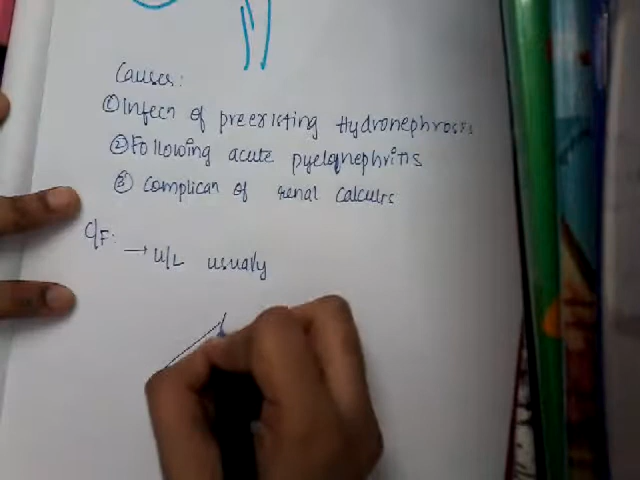 Causes:
① Infecn of preexisting Hydronephrosis
② Following acute pyelonephritis
③ Complican of renal calculus
C/F:
→ U/L usually